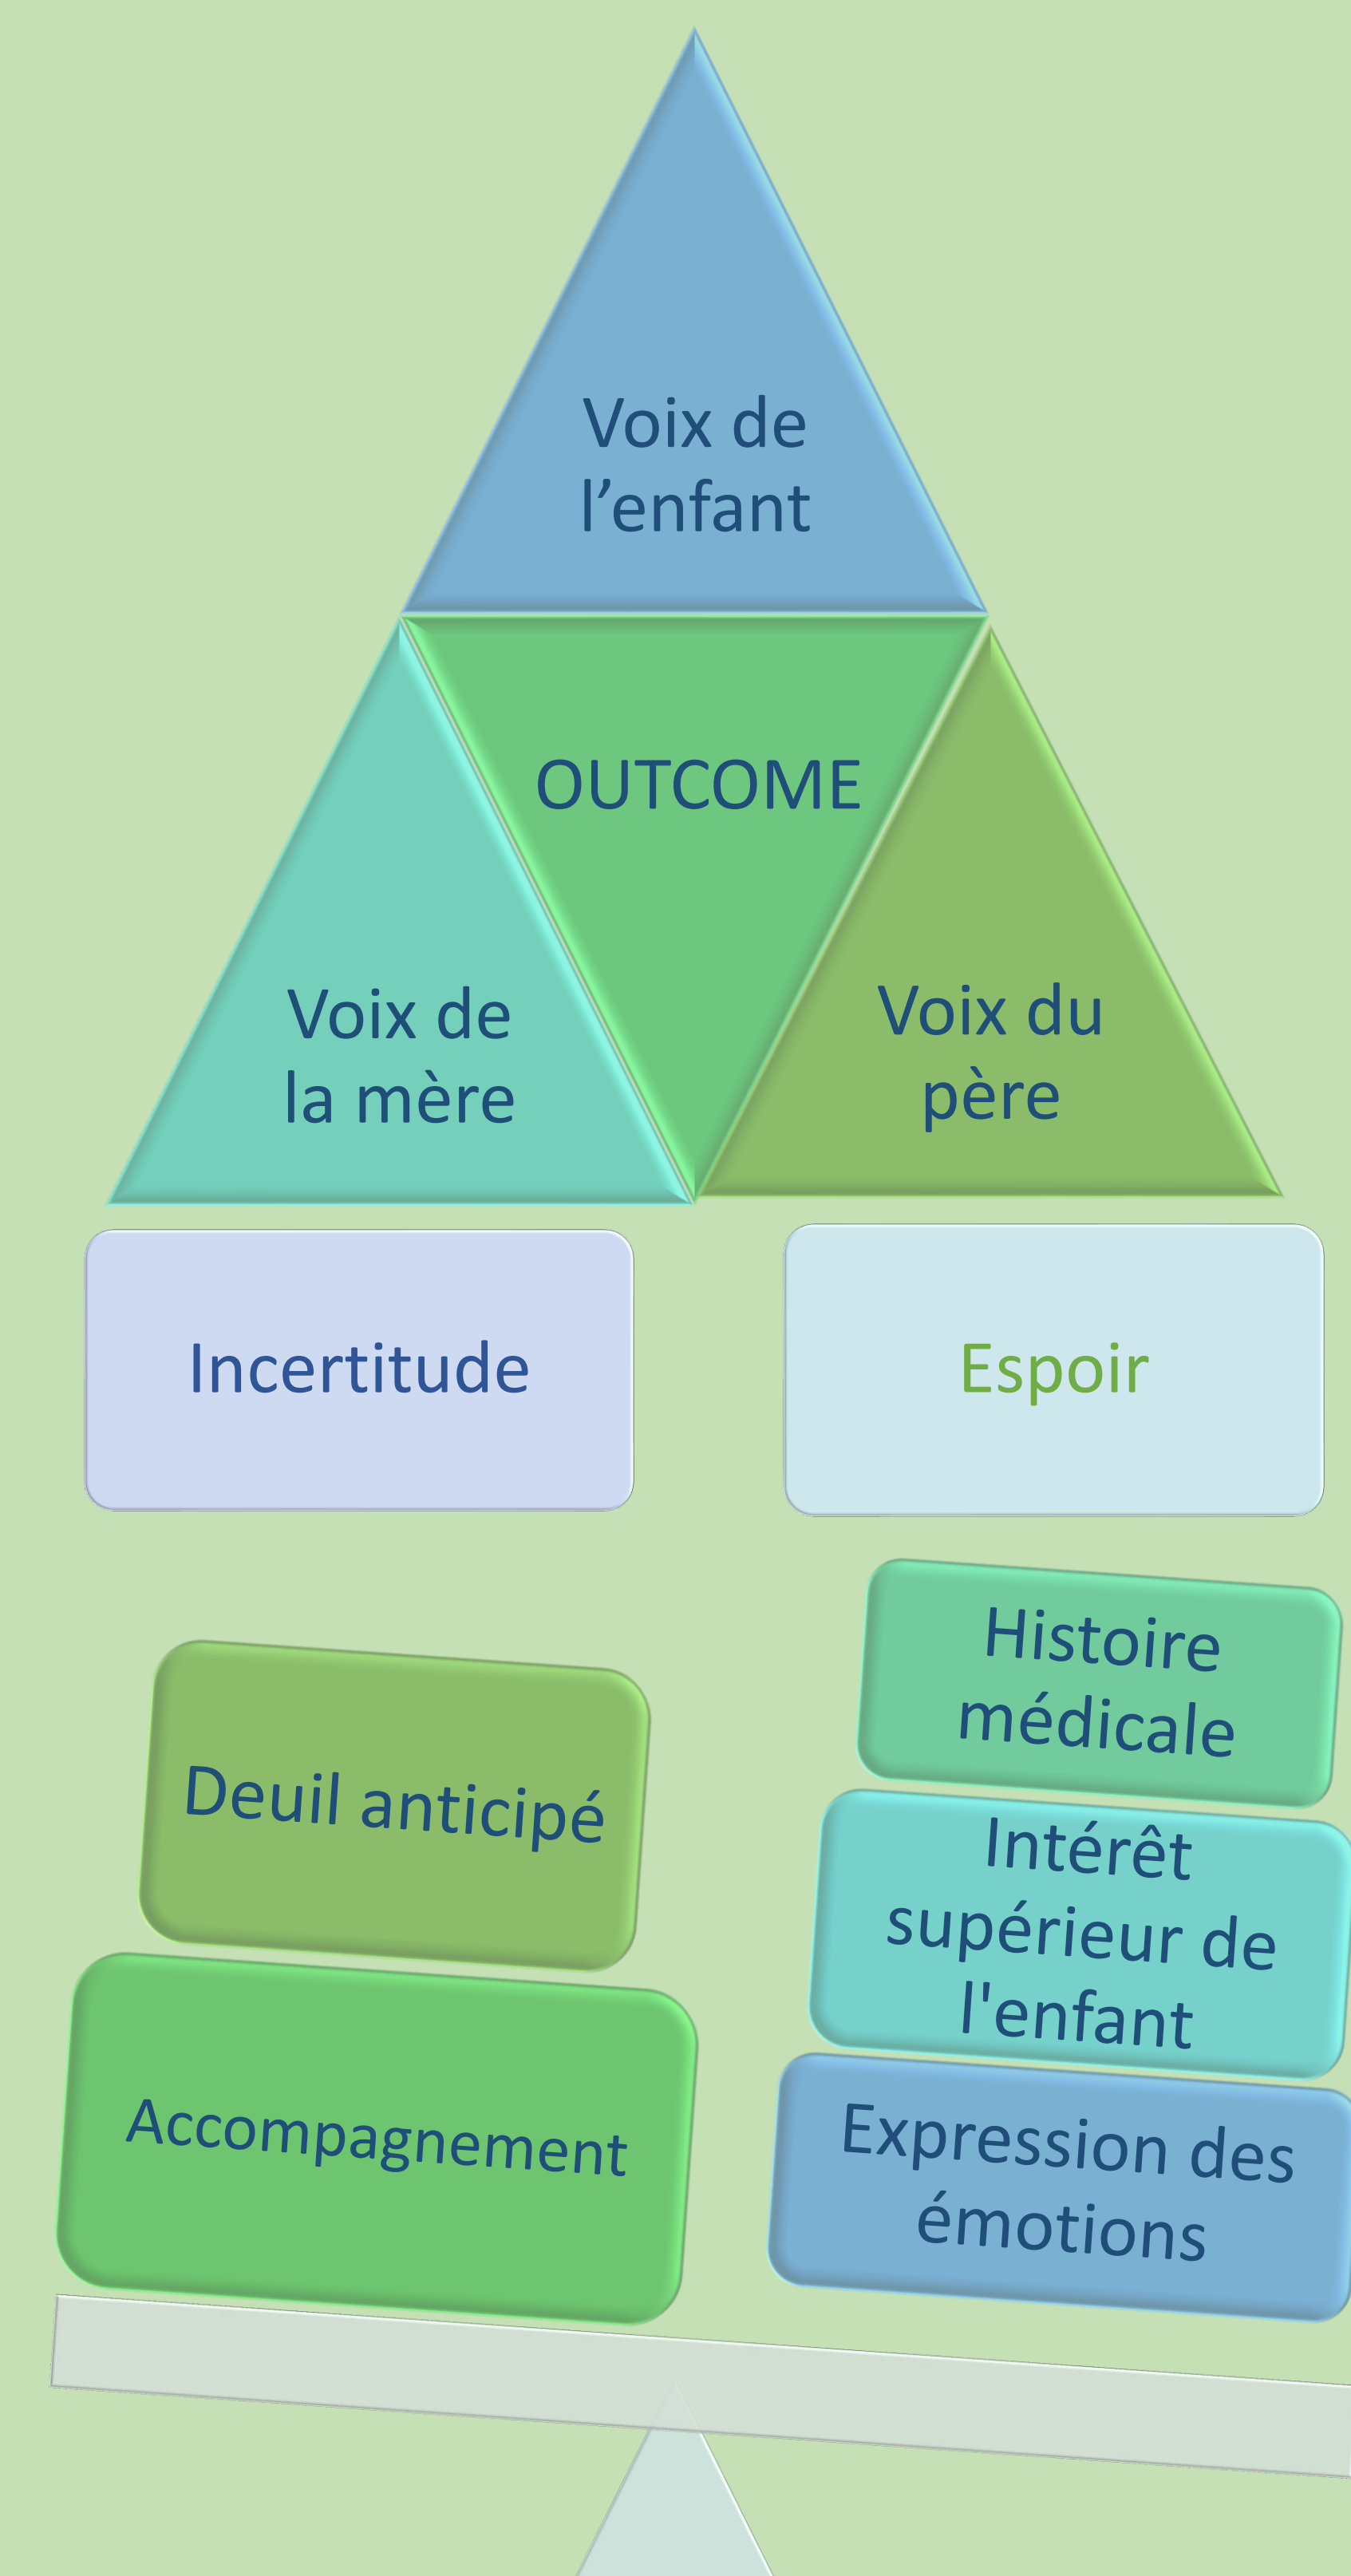 Voix de
l’enfant
OUTCOME
Voix de
la mère
Voix du
père
Incertitude
Espoir
Deuil anticipé
Accompagnement
Histoire
médicale
Intérêt
supérieur de
l'enfant
Expression des
émotions